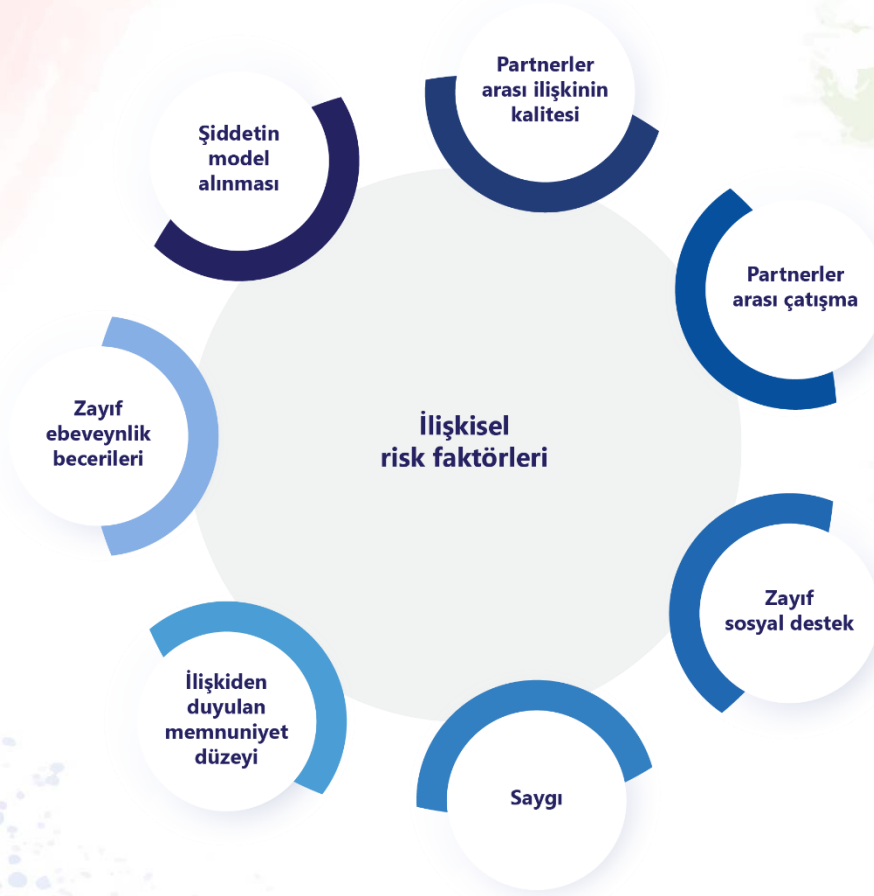 Partnerler
arası ilişkinin
kalitesi
Şiddetin
model
alınması
Partnerler
arası çatışma
Zayıf
ebeveynlik
becerileri
İlişkisel
risk faktörleri
Zayıf
sosyal destek
İlişkiden
duyulan
memnuniyet
düzeyi
Saygı